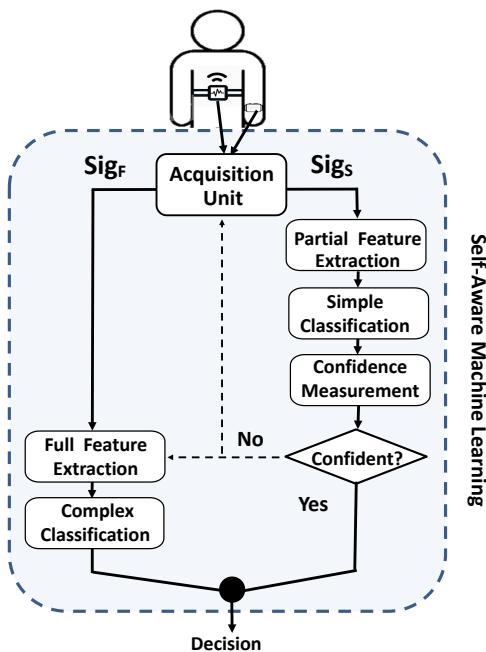 Sig_F
Sig_S
Acquisition
Unit
Partial Feature
Extraction
Simple
Classification
Confidence
Measurement
Confident?
No
Yes
Full Feature
Extraction
Complex
Classification
Decision
Self-Aware Machine Learning